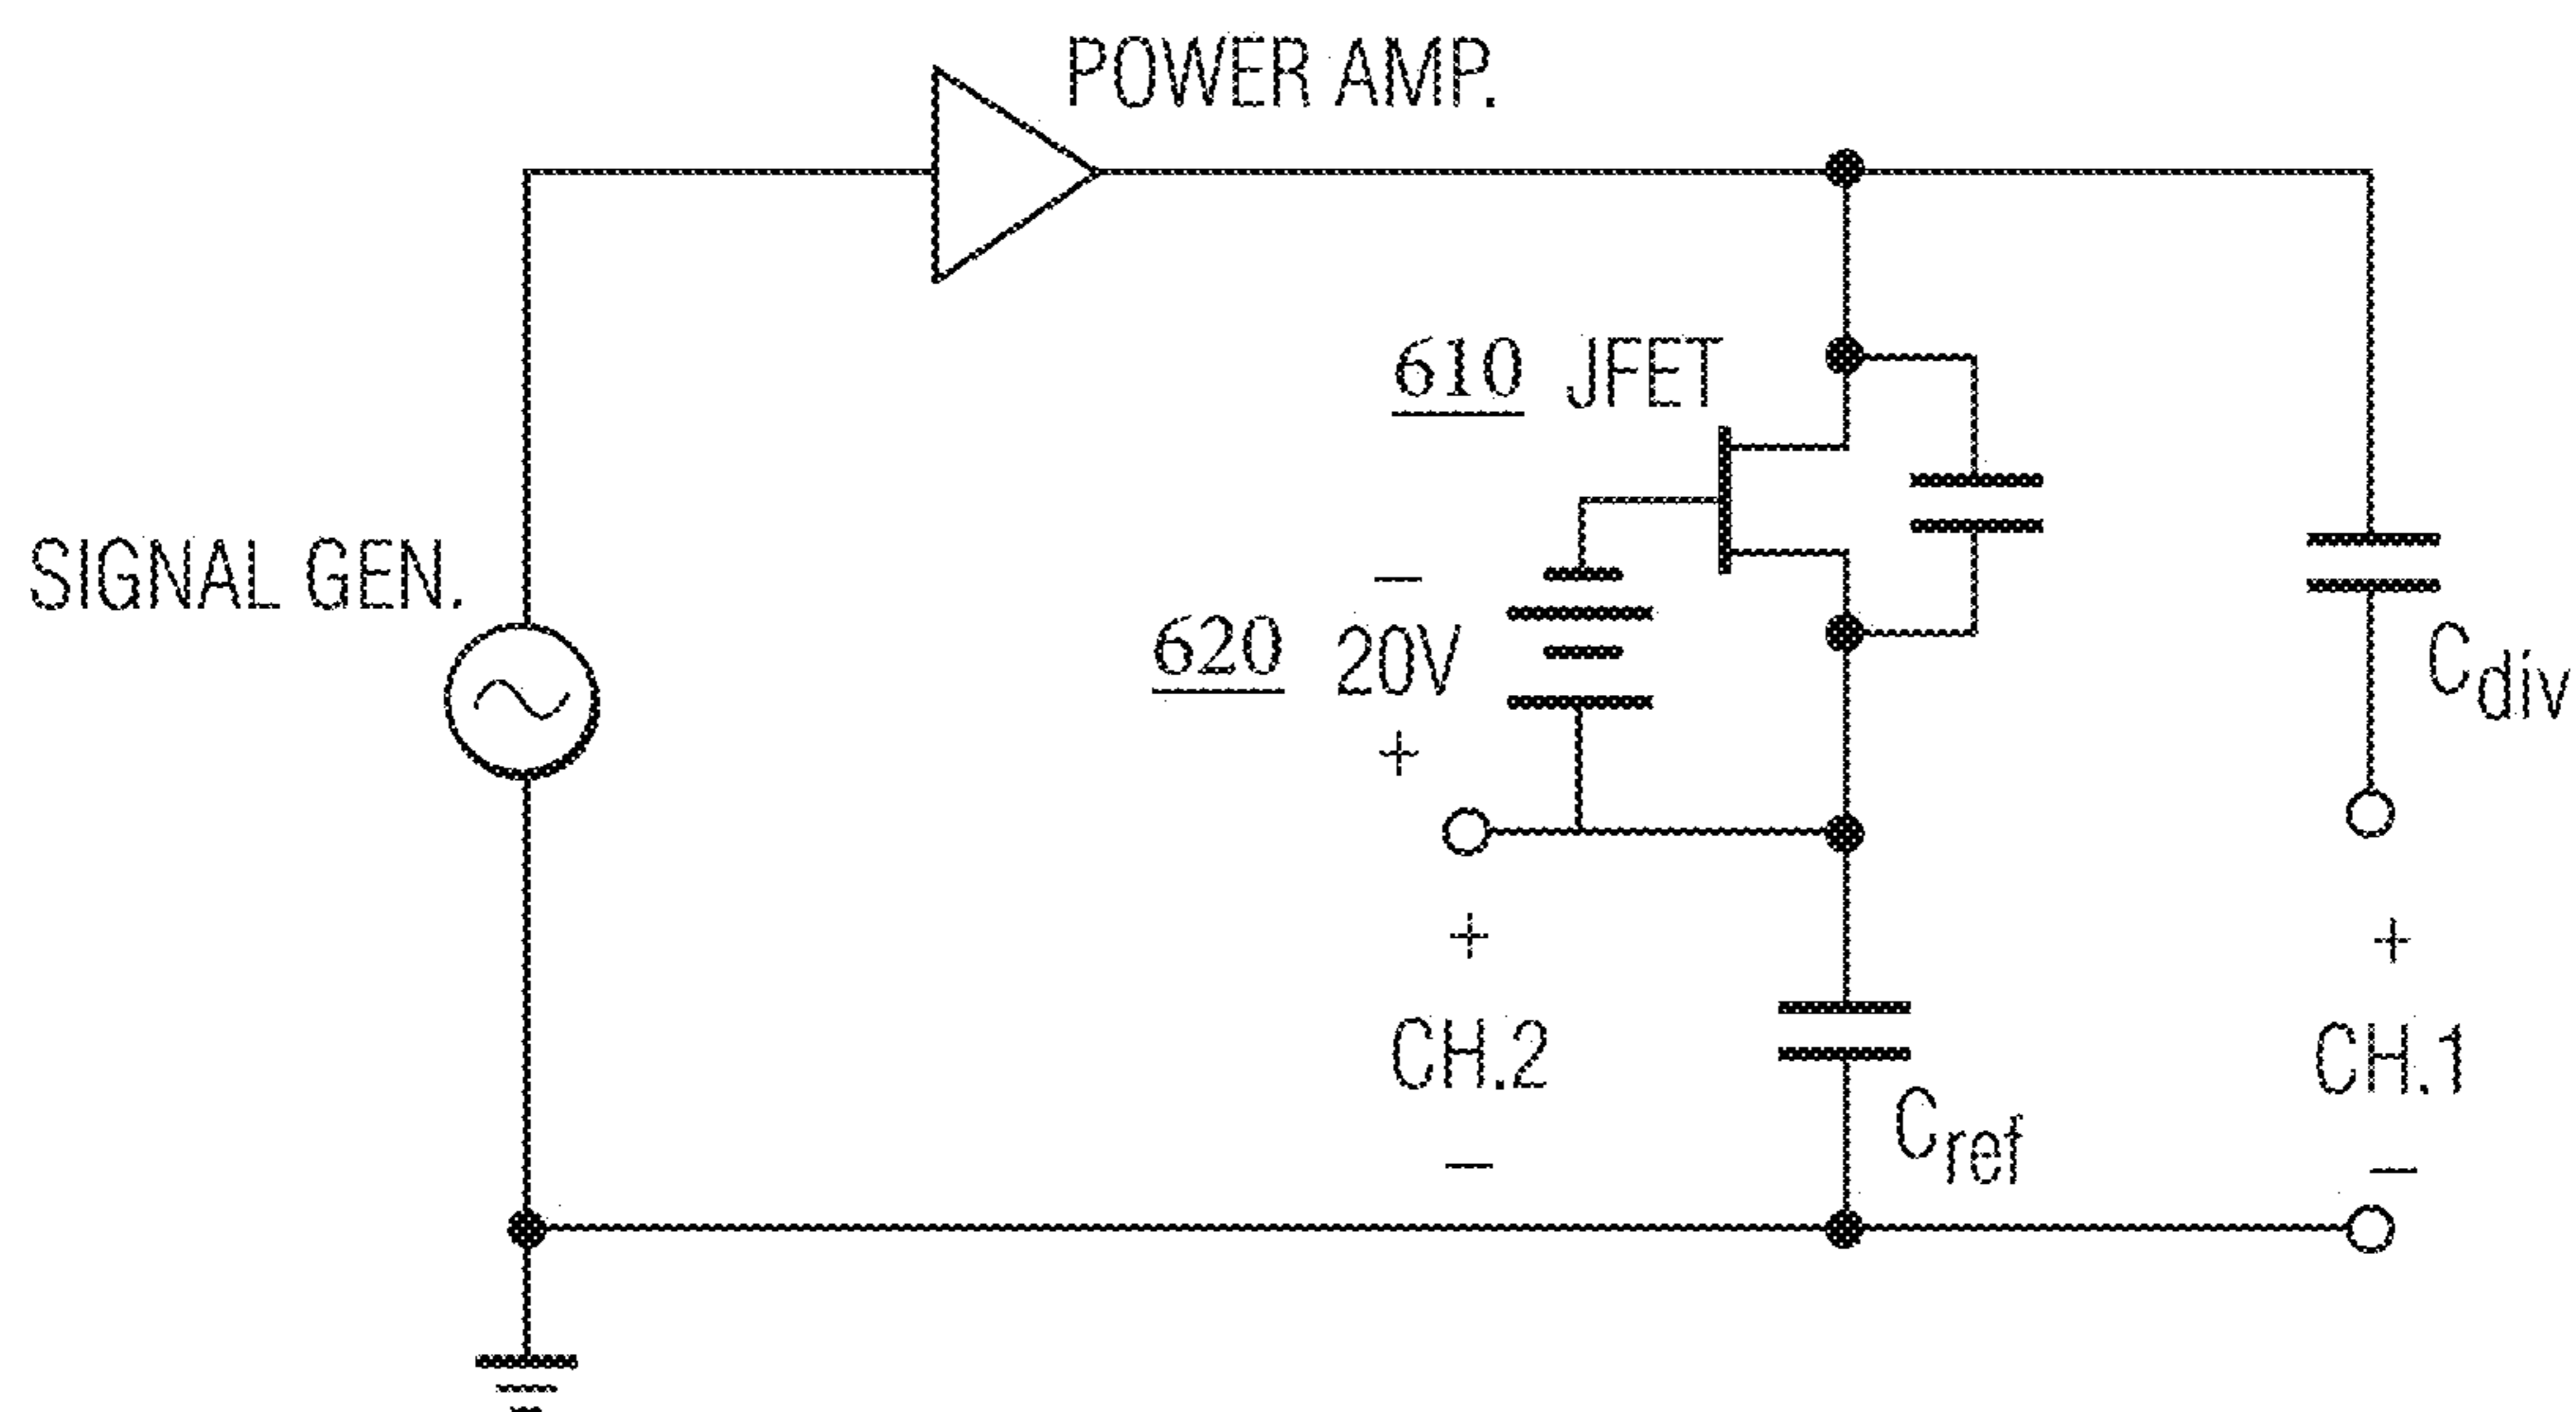 POWER AMP.
610 JFET
SIGNAL GEN.
−
620 20V
+
C_div
+ +
CH.2 CH.1
− −
C_ref